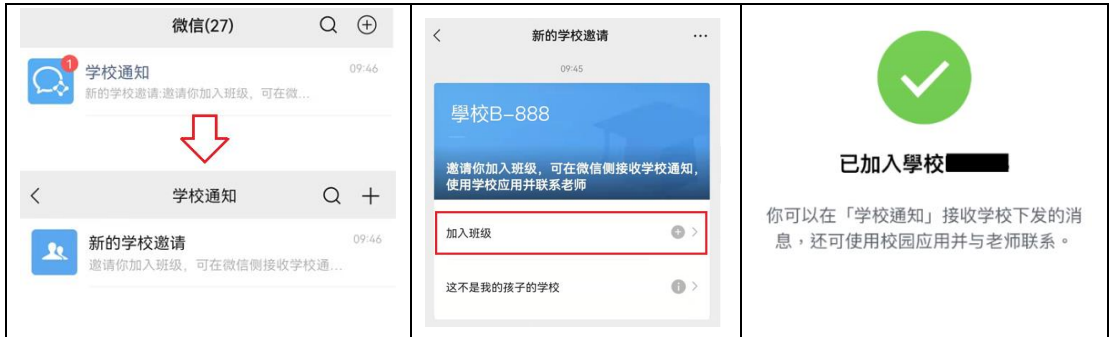 微信(27)
1
学校通知
09:46
新的学校邀请:邀请你加入班级，可在微...
学校通知
新的学校邀请
09:46
邀请你加入班级，可在微信侧接收学校通...
新的学校邀请
09:45
學校B-888
邀请你加入班级，可在微信侧接收学校通知，
使用学校应用并联系老师
加入班级
这不是我的孩子的学校
已加入學校
你可以在「学校通知」接收学校下发的消
息，还可使用校园应用并与老师联系。